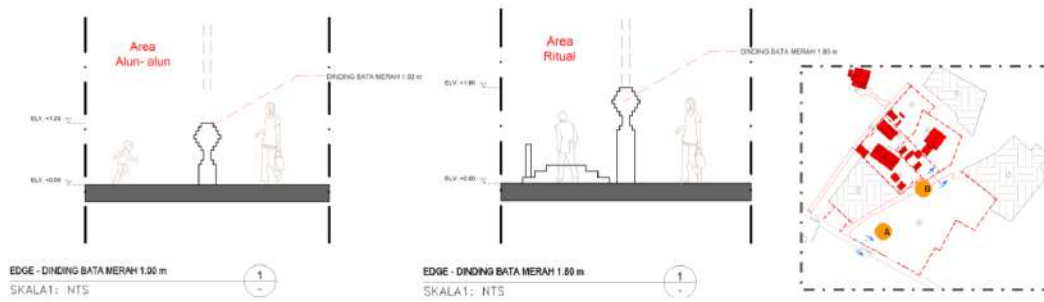 Area
Alun- alun
DINDING BATA MERAH 1.00 m
ELV. +1.20
ELV. +0.00
EDGE - DINDING BATA MERAH 1.00 m
1
-
SKALA1: NTS
Area
Ritual
DINDING BATA MERAH 1.80 m
ELV. +1.80
ELV. +0.00
EDGE - DINDING BATA MERAH 1.80 m
1
-
SKALA1: NTS
B
A